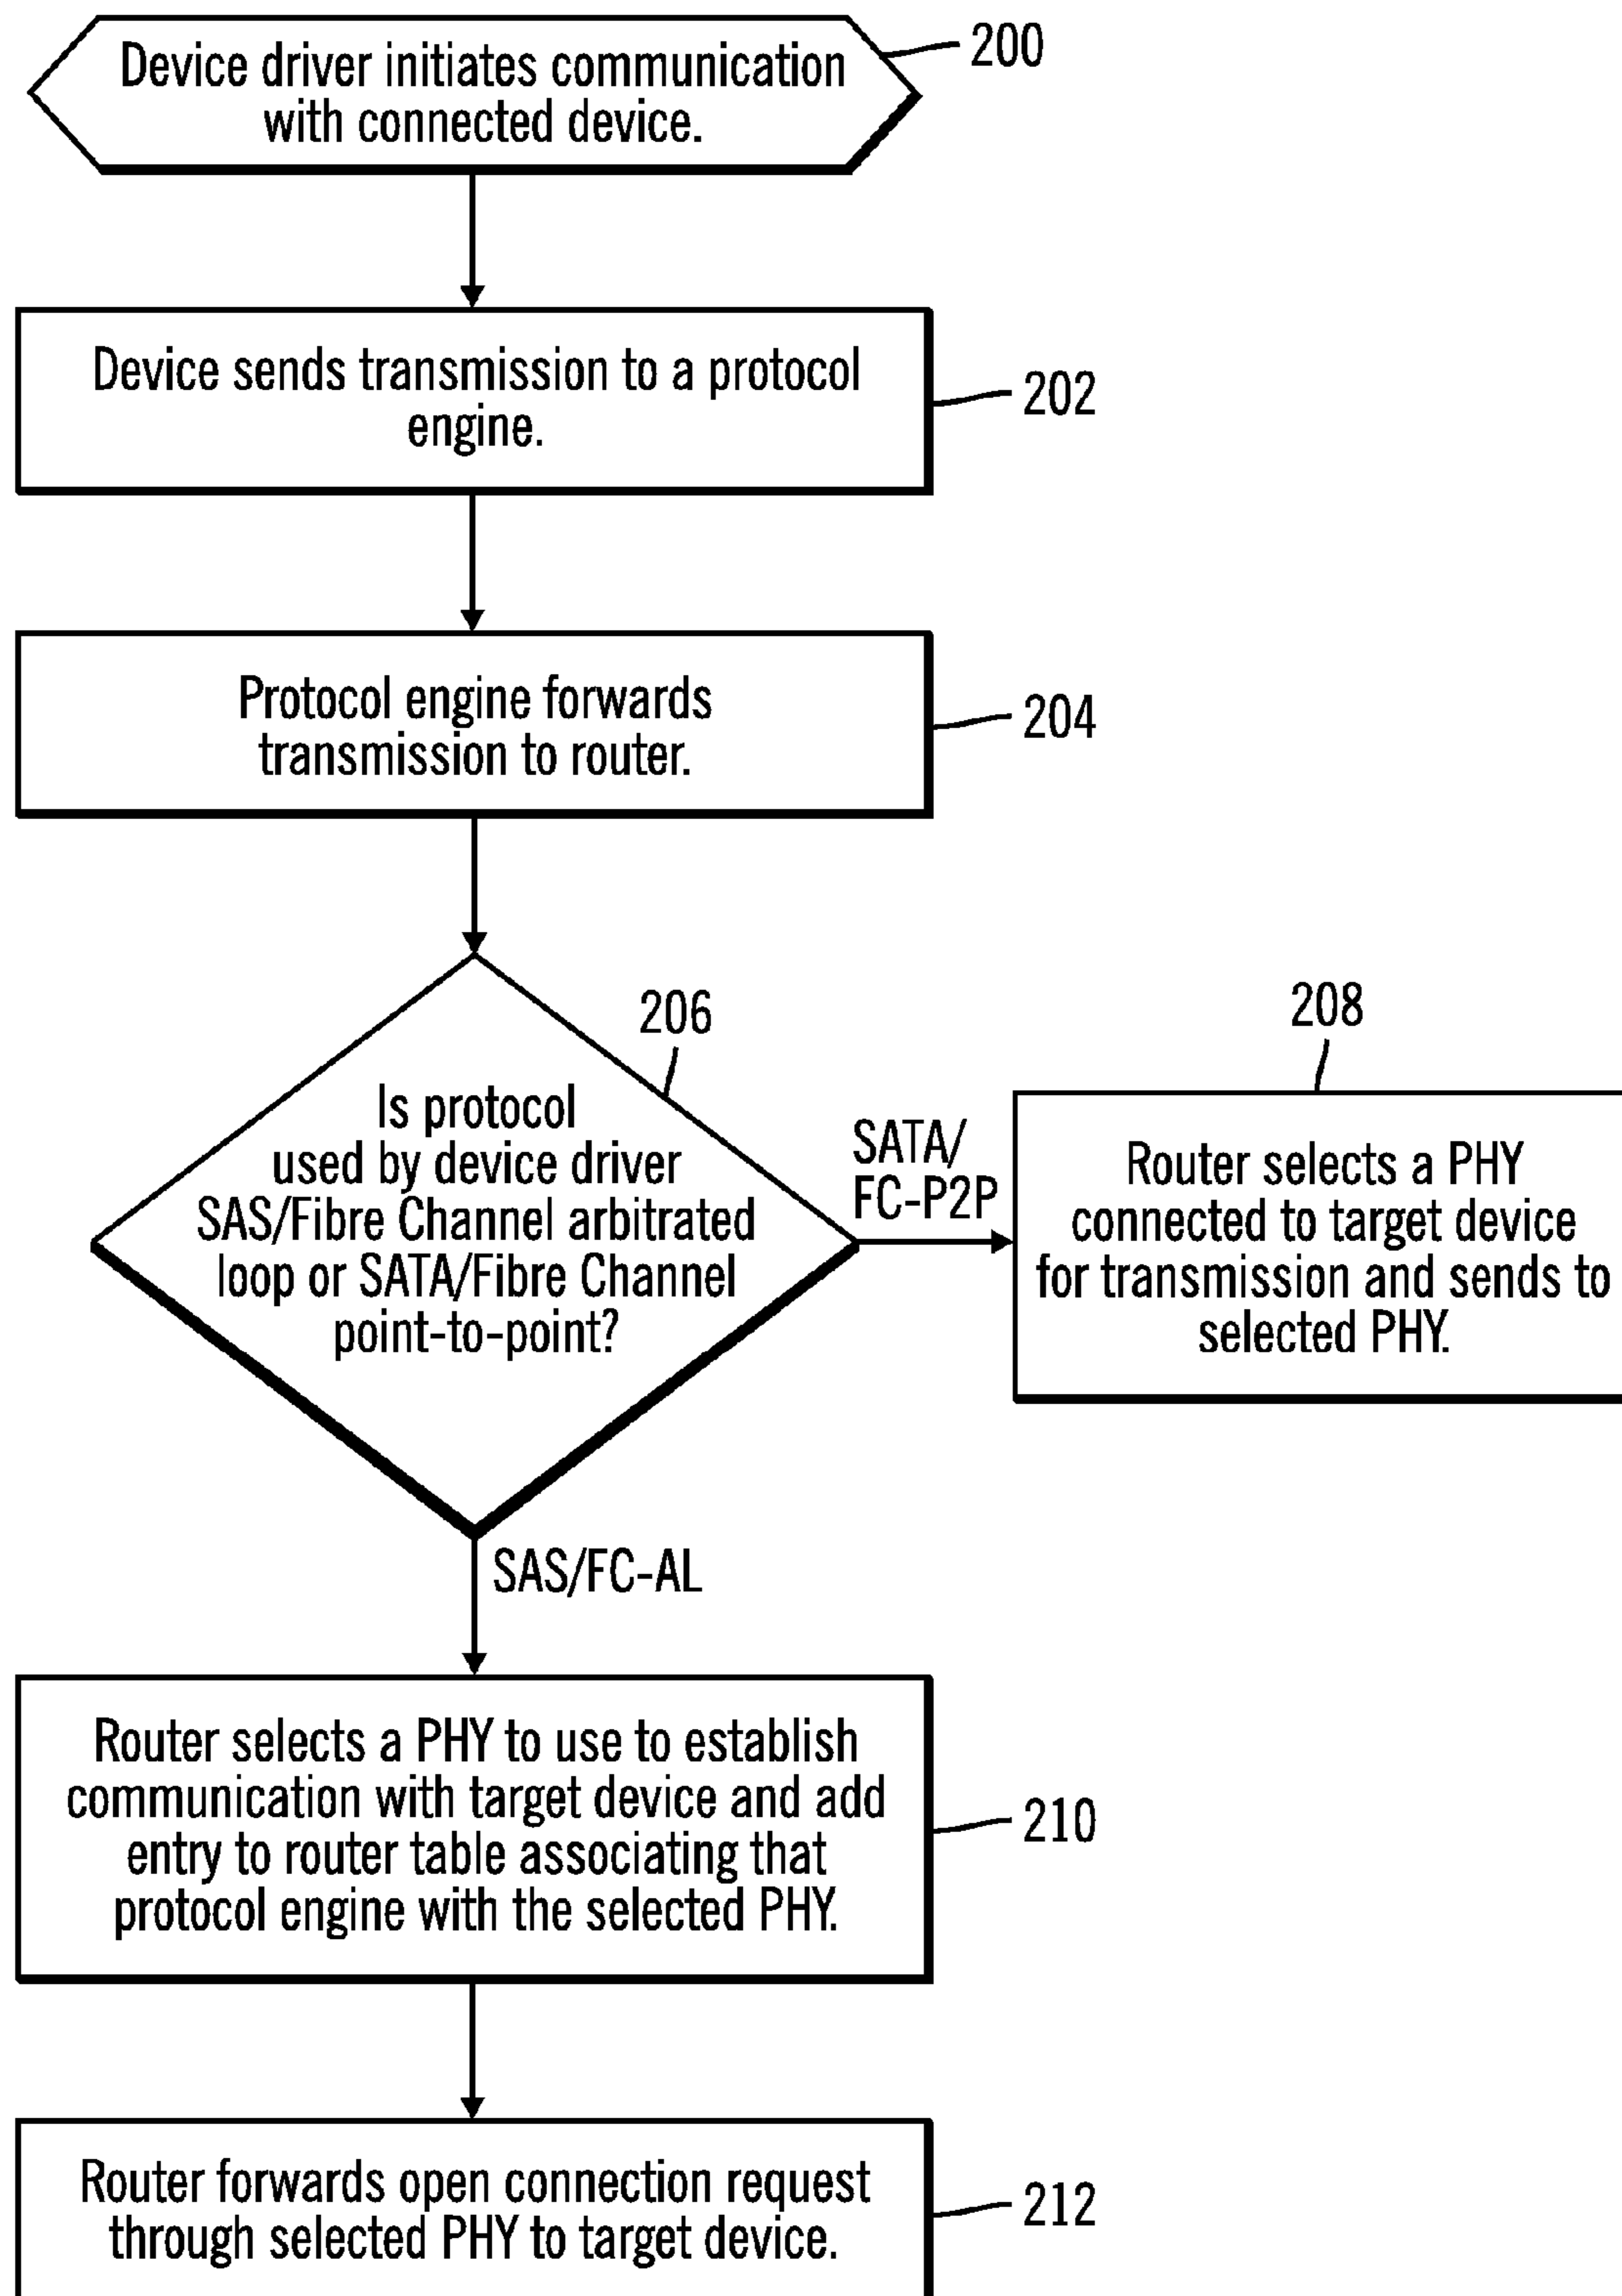 Device driver initiates communication
with connected device.
200
Device sends transmission to a protocol
engine.
202
Protocol engine forwards
transmission to router.
204
206
Is protocol
used by device driver
SAS/Fibre Channel arbitrated
loop or SATA/Fibre Channel
point-to-point?
SATA/
FC-P2P
208
Router selects a PHY
connected to target device
for transmission and sends to
selected PHY.
SAS/FC-AL
Router selects a PHY to use to establish
communication with target device and add
entry to router table associating that
protocol engine with the selected PHY.
210
Router forwards open connection request
through selected PHY to target device.
212